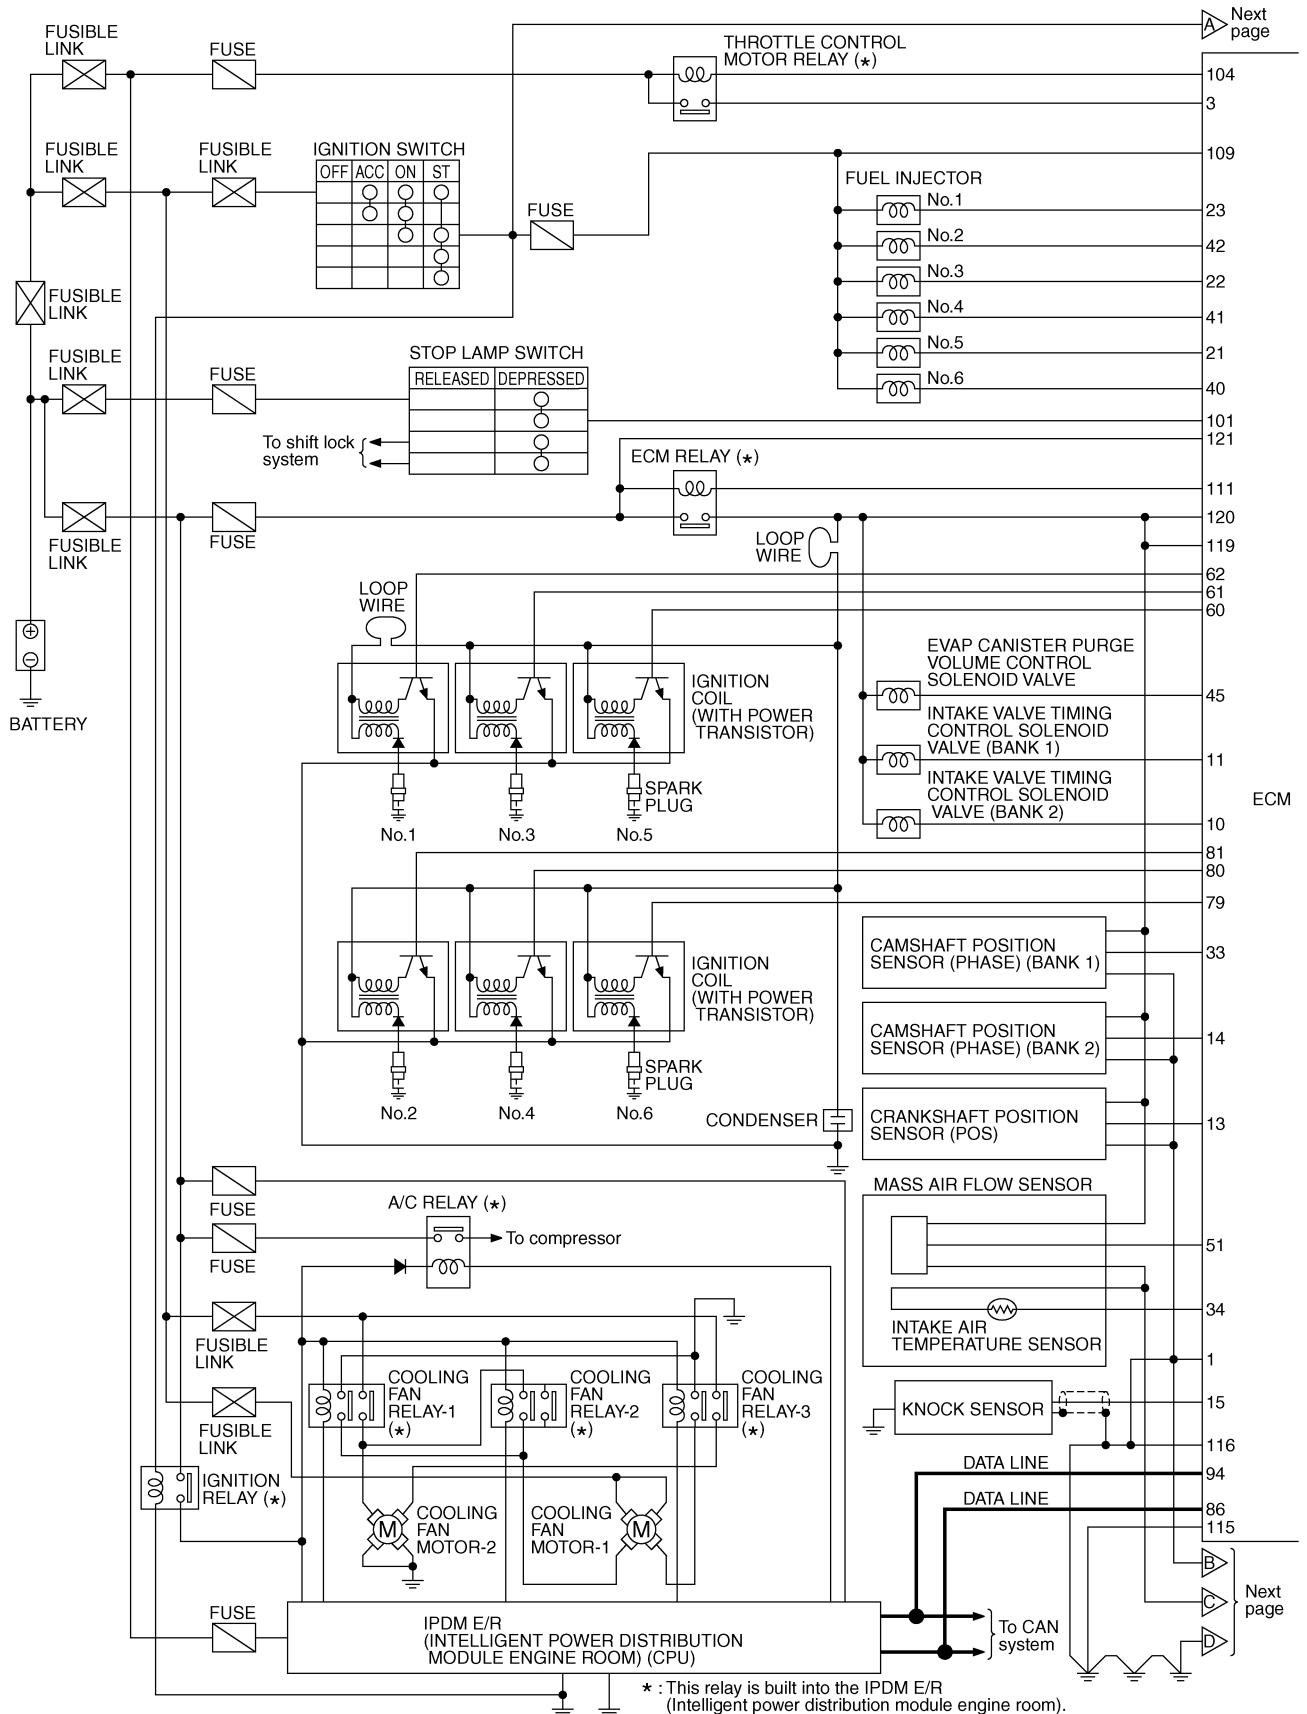 A
Next
page
FUSIBLE
LINK
FUSE
THROTTLE CONTROL
MOTOR RELAY (*)
104
3
FUSIBLE
LINK
FUSIBLE
LINK
IGNITION SWITCH
OFF ACC ON ST
109
FUEL INJECTOR
FUSE
No.1
23
No.2
42
No.3
22
FUSIBLE
LINK
No.4
41
No.5
21
No.6
40
FUSIBLE
LINK
FUSE
STOP LAMP SWITCH
RELEASED DEPRESSED
101
121
To shift lock
system
ECM RELAY (*)
111
120
FUSIBLE
LINK
FUSE
LOOP
WIRE
119
62
61
60
LOOP
WIRE
BATTERY
IGNITION
COIL
(WITH POWER
TRANSISTOR)
EVAP CANISTER PURGE
VOLUME CONTROL
SOLENOID VALVE
45
INTAKE VALVE TIMING
CONTROL SOLENOID
VALVE (BANK 1)
11
INTAKE VALVE TIMING
CONTROL SOLENOID
VALVE (BANK 2)
10
ECM
SPARK
PLUG
No.1
No.3
No.5
81
80
79
IGNITION
COIL
(WITH POWER
TRANSISTOR)
CAMSHAFT POSITION
SENSOR (PHASE) (BANK 1)
33
CAMSHAFT POSITION
SENSOR (PHASE) (BANK 2)
14
SPARK
PLUG
No.2
No.4
No.6
CONDENSER
CRANKSHAFT POSITION
SENSOR (POS)
13
MASS AIR FLOW SENSOR
FUSE
A/C RELAY (*)
To compressor
FUSE
51
34
INTAKE AIR
TEMPERATURE SENSOR
FUSIBLE
LINK
1
COOLING
FAN
RELAY-1
(*)
COOLING
FAN
RELAY-2
(*)
COOLING
FAN
RELAY-3
(*)
KNOCK SENSOR
15
FUSIBLE
LINK
116
DATA LINE
94
IGNITION
RELAY (*)
DATA LINE
86
115
M
COOLING
FAN
MOTOR-2
COOLING
FAN
MOTOR-1
M
B
C
D
Next
page
FUSE
IPDM E/R
(INTELLIGENT POWER DISTRIBUTION
MODULE ENGINE ROOM) (CPU)
To CAN
system
* : This relay is built into the IPDM E/R
(Intelligent power distribution module engine room).